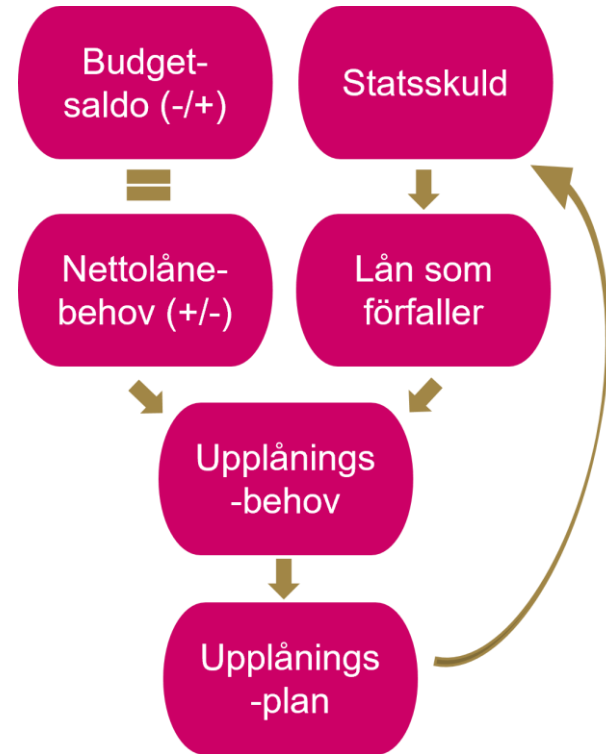 Budget-
saldo (-/+)
Statsskuld
Nettolåne-
behov (+/-)
Lån som
förfaller
Upplånings
-behov
Upplånings
-plan